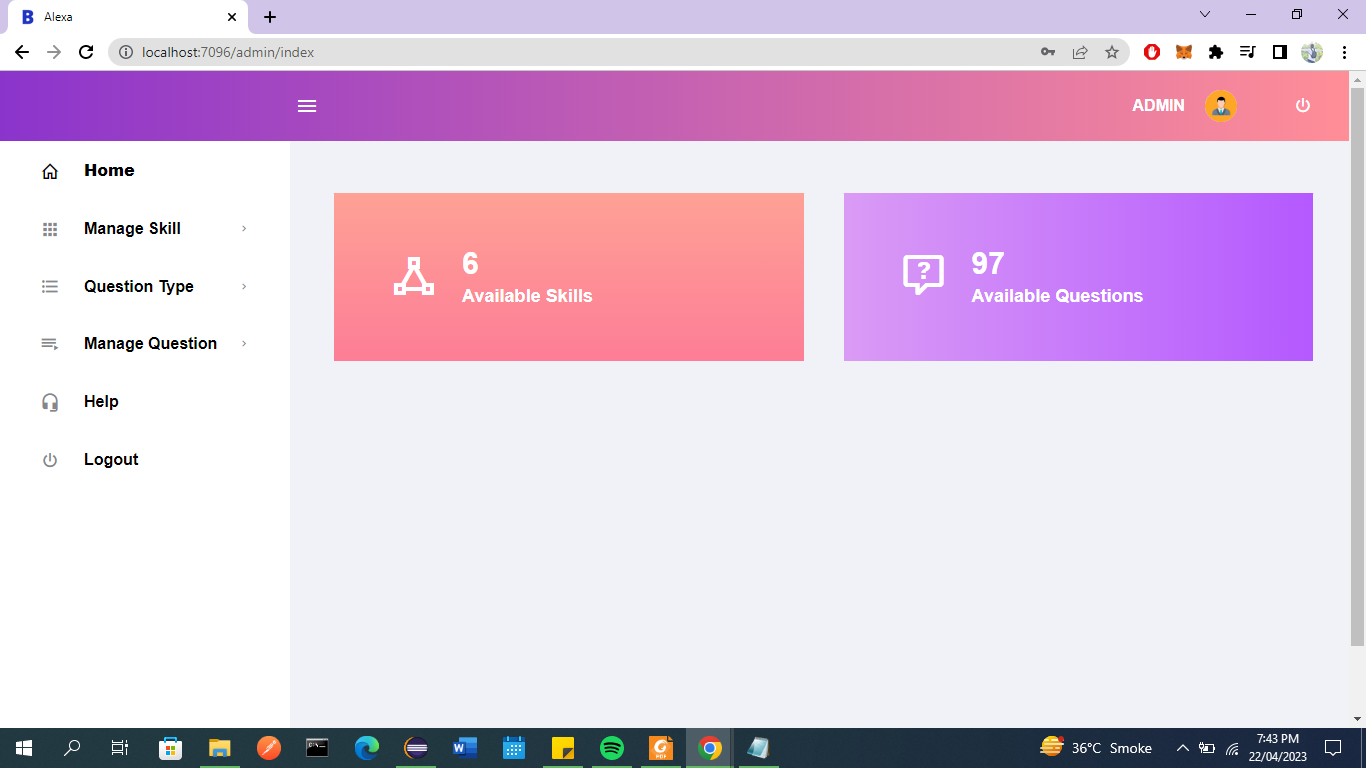 Alexa
localhost:7096/admin/index
ADMIN
Home
Manage Skill
Question Type
Manage Question
Help
Logout
6
Available Skills
97
Available Questions
36°C Smoke
7:43 PM
22/04/2023